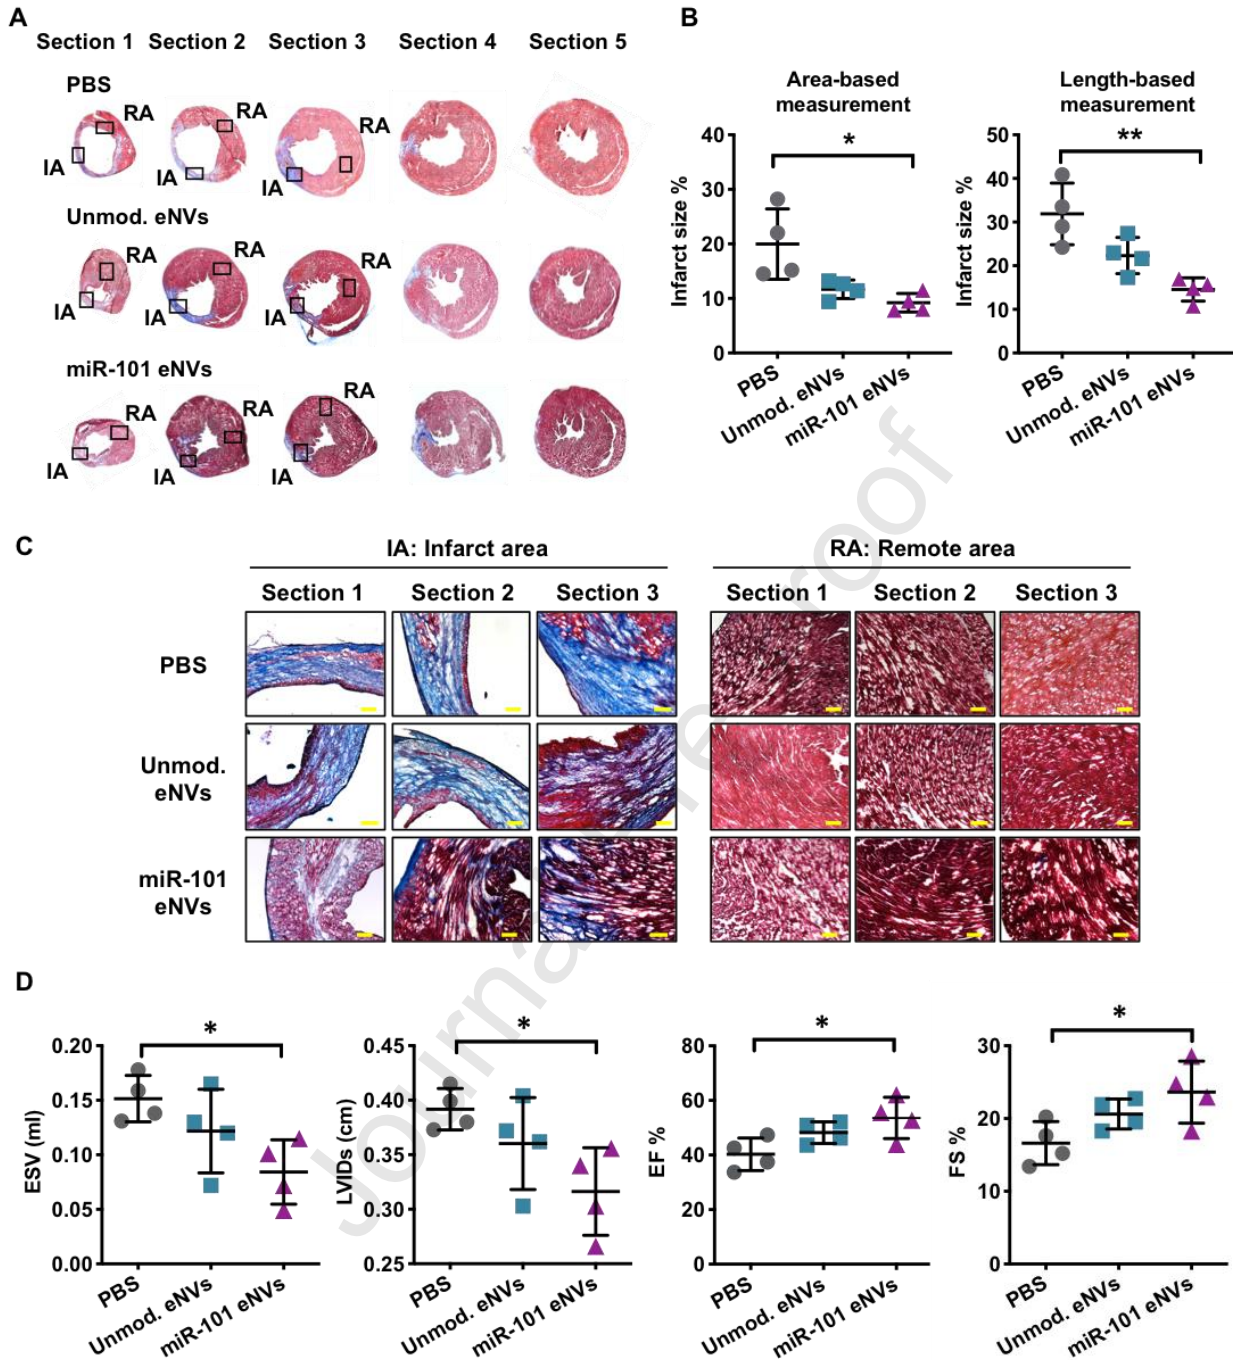 A
Section 1 Section 2 Section 3 Section 4 Section 5
PBS
RA RA RA
IA IA IA
Unmod. eNVs
RA RA RA
IA IA IA
miR-101 eNVs
RA RA RA
IA IA IA
B
Area-based
measurement
Infarct size %
40
30
20
10
0
*
PBS
Unmod. eNVs
miR-101 eNVs
Length-based
measurement
Infarct size %
50
40
30
20
10
0
**
PBS
Unmod. eNVs
miR-101 eNVs
C
IA: Infarct area
RA: Remote area
Section 1 Section 2 Section 3 Section 1 Section 2 Section 3
PBS
Unmod.
eNVs
miR-101
eNVs
D
ESV (ml)
0.20
0.15
0.10
0.05
0.00
*
PBS
Unmod. eNVs
miR-101 eNVs
LVIDs (cm)
0.45
0.40
0.35
0.30
0.25
*
PBS
Unmod. eNVs
miR-101 eNVs
EF %
80
60
40
20
0
*
PBS
Unmod. eNVs
miR-101 eNVs
FS %
30
20
10
0
*
PBS
Unmod. eNVs
miR-101 eNVs
Journal